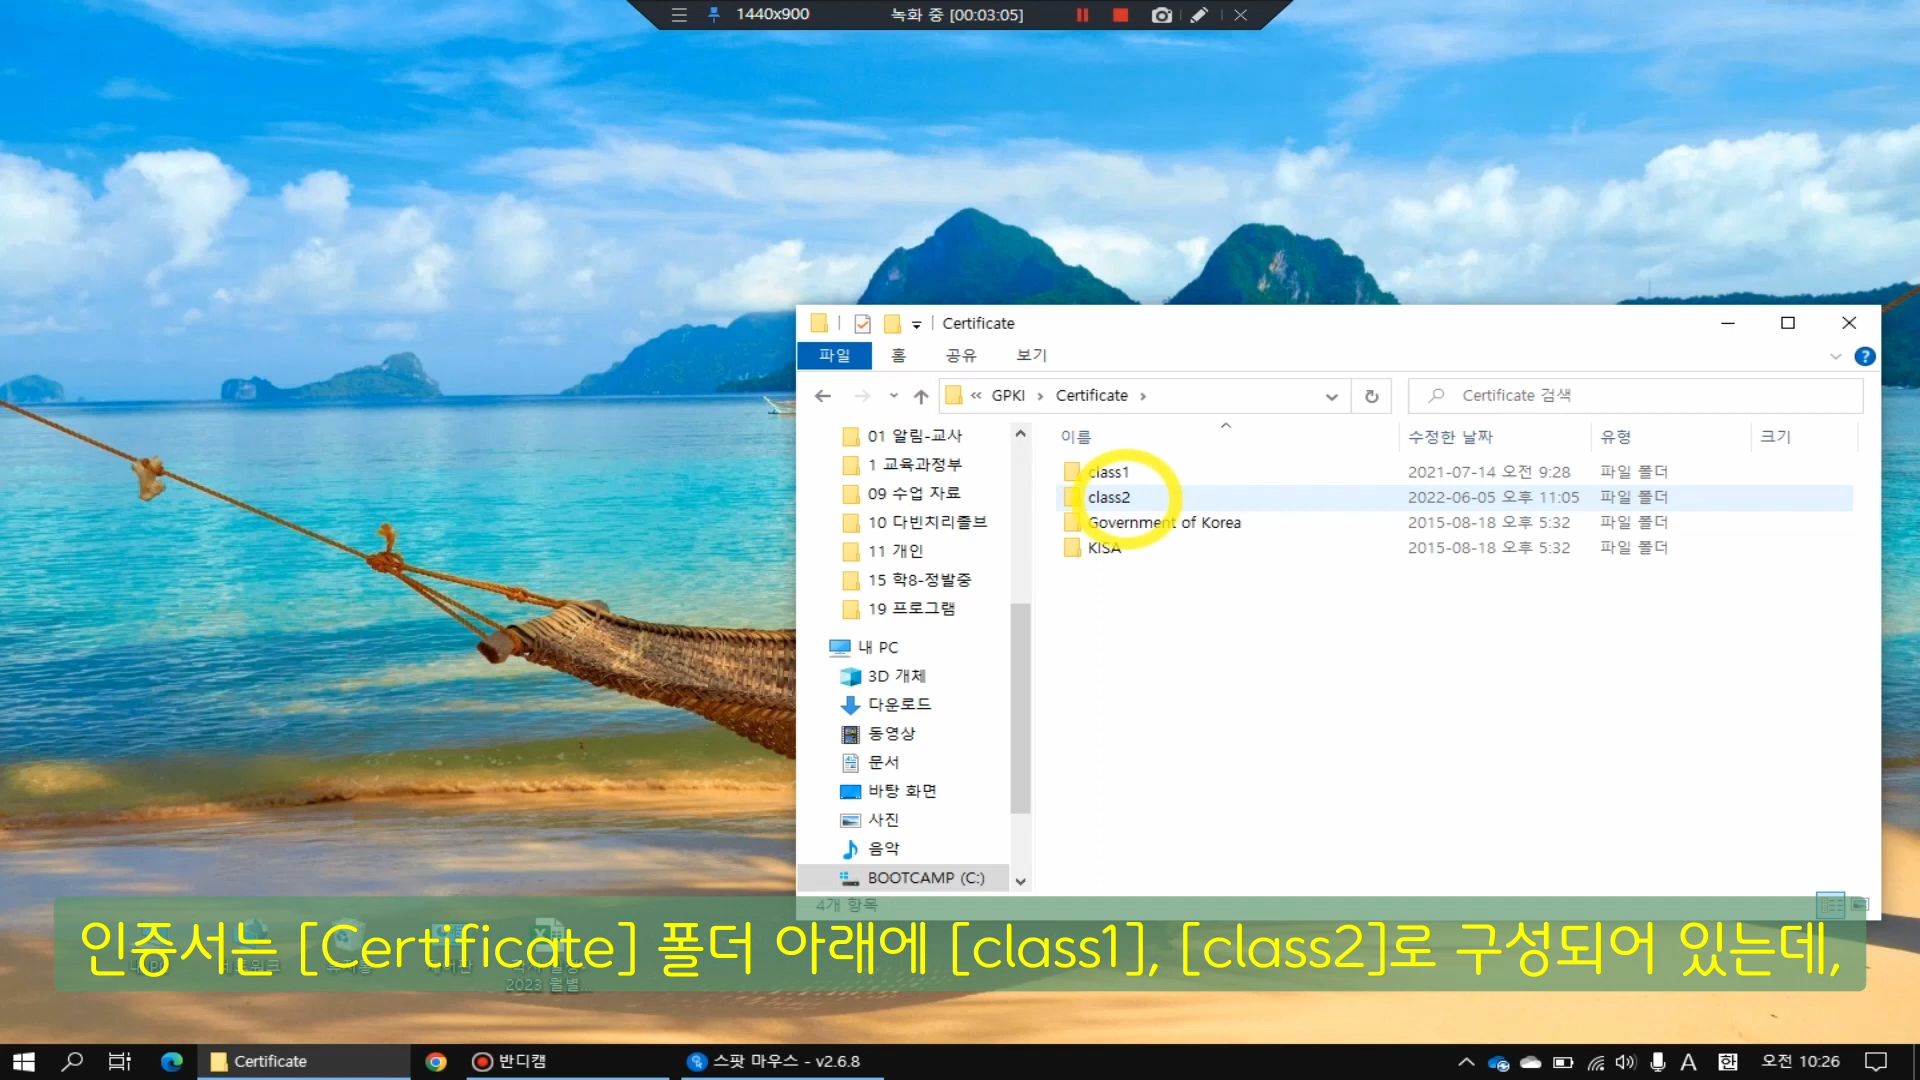 1440x900
녹화 중 [00:03:05]
Certificate
파일 홈 공유 보기
« GPKI › Certificate ›
Certificate 검색
이름 수정한 날짜 유형 크기
class1 2021-07-14 오전 9:28 파일 폴더
class2 2022-06-05 오후 11:05 파일 폴더
Government of Korea 2015-08-18 오후 5:32 파일 폴더
KISA 2015-08-18 오후 5:32 파일 폴더
01 알림-교사
1 교육과정부
09 수업 자료
10 다빈치리졸브
11 개인
15 학8-정발중
19 프로그램
내 PC
3D 개체
다운로드
동영상
문서
바탕 화면
사진
음악
BOOTCAMP (C:)
4개 항목
인증서는 [Certificate] 폴더 아래에 [class1], [class2]로 구성되어 있는데,
2023 월별...
Certificate
반디캠
스팟 마우스 - v2.6.8
A
한
오전 10:26